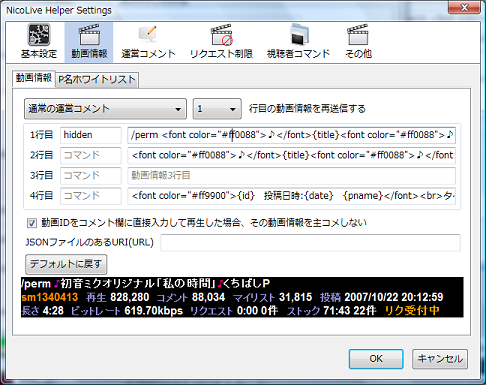 NicoLive Helper Settings
基本設定 動画情報 運営コメント リクエスト制限 視聴者コマンド その他
動画情報 P名ホワイトリスト
通常の運営コメント 1 行目の動画情報を再送信する
1行目 hidden /perm <font color="#ff0088">♪</font>{title}<font color="#ff0088">♪
2行目 コマンド <font color="#ff0088">♪</font>{title}<font color="#ff0088">♪</font
3行目 コマンド 動画情報3行目
4行目 コマンド <font color="#ff9900">{id} 投稿日時:{date} {pname}</font><br>タ
動画IDをコメント欄に直接入力して再生した場合、その動画情報を主コメしない
JSONファイルのあるURI(URL)
デフォルトに戻す
/perm ♪初音ミクオリジナル「私の時間」♪くちばしP
sm1340413 再生 828,280 コメント 88,034 マイリスト 31,815 投稿 2007/10/22 20:12:59
長さ 4:28 ビットレート 619.70kbps リクエスト 0:00 0件 ストック 71:43 22件 リク受付中
OK キャンセル